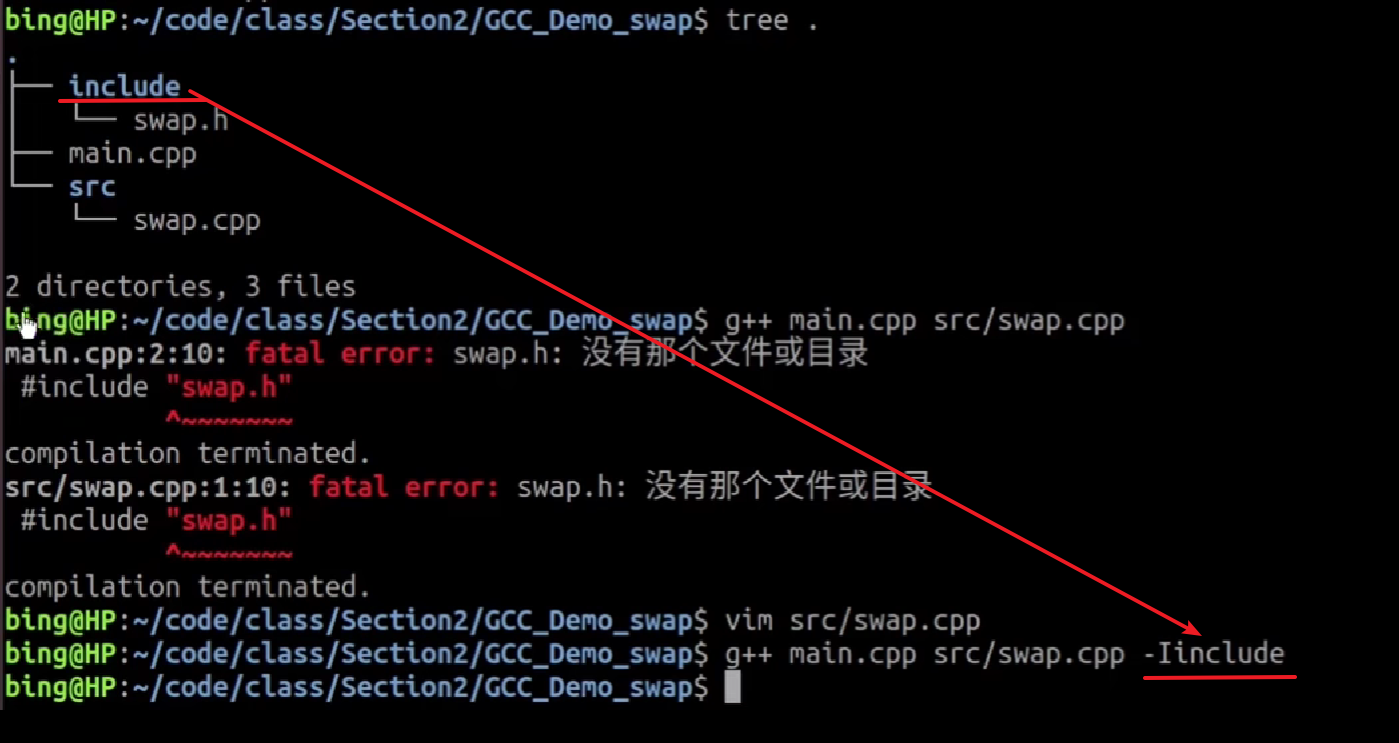 bing@HP:~/code/class/Section2/GCC_Demo_swap$ tree .
.
├── include
│   └── swap.h
├── main.cpp
└── src
    └── swap.cpp
2 directories, 3 files
bing@HP:~/code/class/Section2/GCC_Demo_swap$ g++ main.cpp src/swap.cpp
main.cpp:2:10: fatal error: swap.h: 没有那个文件或目录
 #include "swap.h"
          ^~~~~~~~
compilation terminated.
src/swap.cpp:1:10: fatal error: swap.h: 没有那个文件或目录
 #include "swap.h"
          ^~~~~~~~
compilation terminated.
bing@HP:~/code/class/Section2/GCC_Demo_swap$ vim src/swap.cpp
bing@HP:~/code/class/Section2/GCC_Demo_swap$ g++ main.cpp src/swap.cpp -Iinclude
bing@HP:~/code/class/Section2/GCC_Demo_swap$